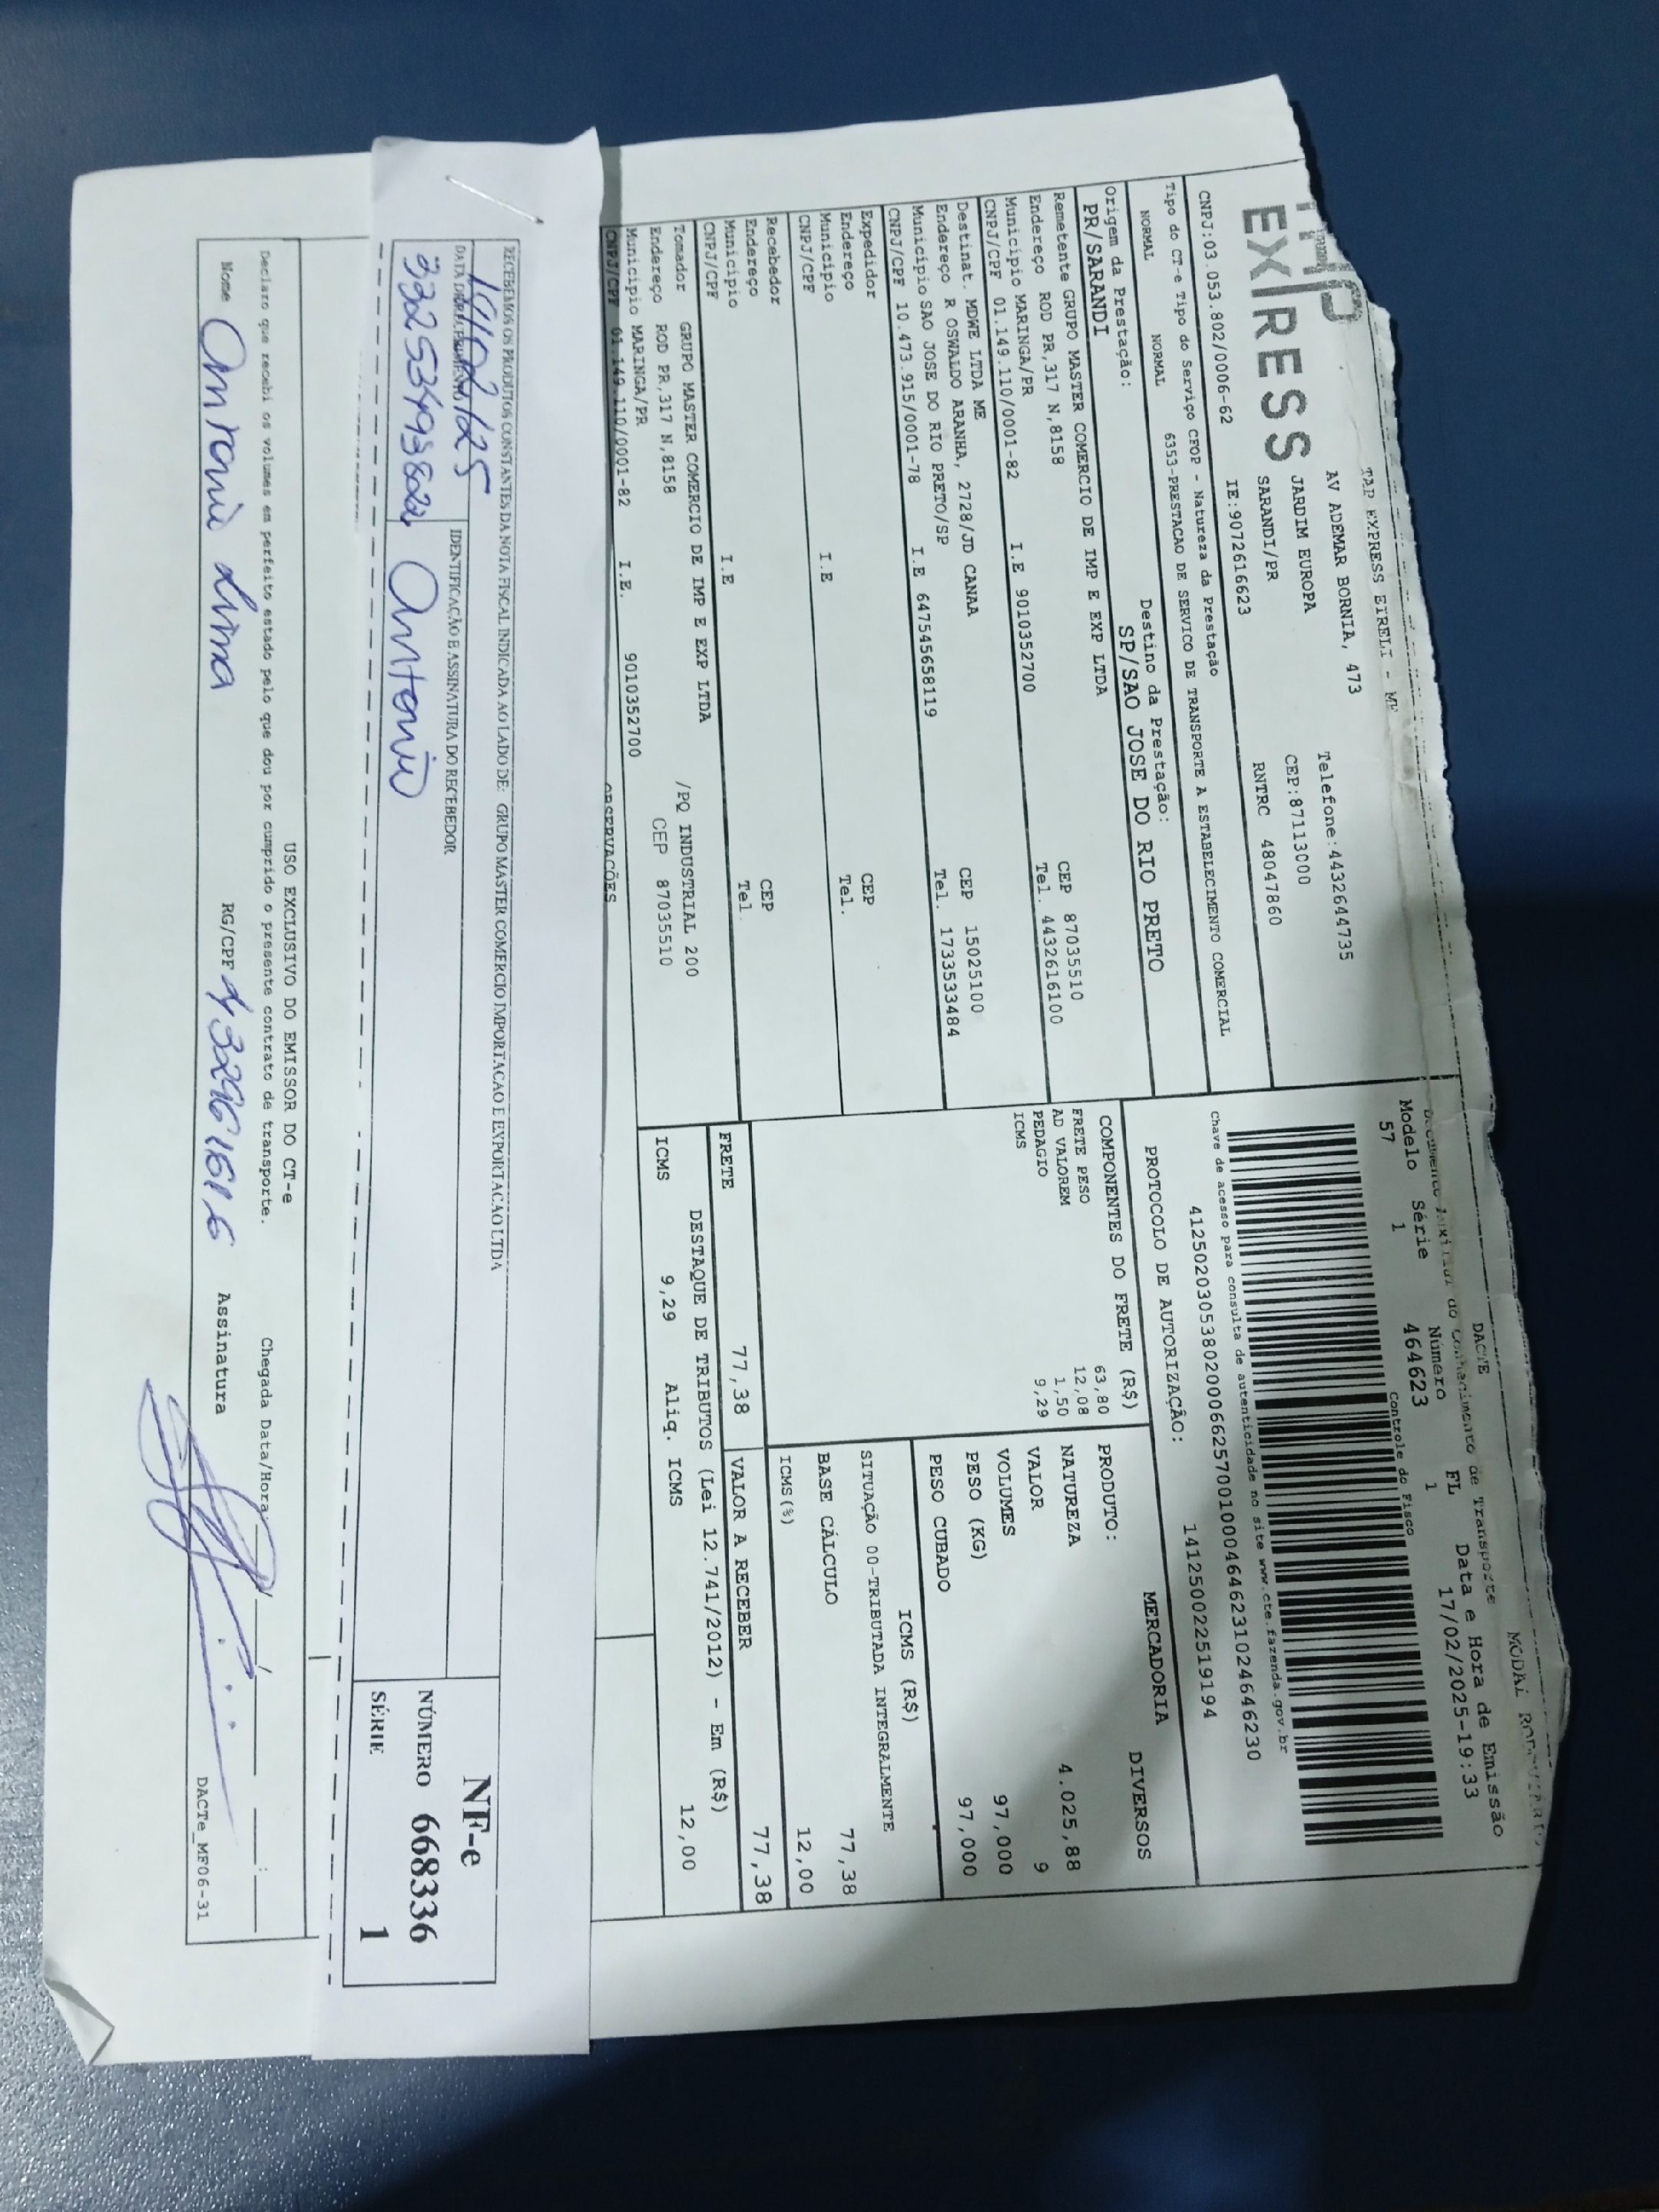 EXPRESS
TAP EXPRESS EIRELI - ME
AV ADEMAR BORNIA, 473
JARDIM EUROPA
SARANDI/PR
Telefone:4432644735
CEP:87113000
CNPJ:03.053.802/0006-62 IE:9072616623 RNTRC 48047860
Tipo do CT-e Tipo do Serviço CFOP - Natureza da Prestação
NORMAL NORMAL 6353-PRESTACAO DE SERVICO DE TRANSPORTE A ESTABELECIMENTO COMERCIAL
Origem da Prestação: Destino da Prestação:
PR/SARANDI SP/SAO JOSE DO RIO PRETO
Remetente GRUPO MASTER COMERCIO DE IMP E EXP LTDA
Endereço ROD PR,317 N,8158 CEP 87035510
Município MARINGA/PR Tel. 4432616100
CNPJ/CPF 01.149.110/0001-82 I.E 9010352700
Destinat. MDWE LTDA ME
Endereço R OSWALDO ARANHA, 2728/JD CANAA CEP 15025100
Município SAO JOSE DO RIO PRETO/SP Tel. 1733533484
CNPJ/CPF 10.473.915/0001-78 I.E 647545658119
Expedidor
Endereço CEP
Município Tel.
CNPJ/CPF I.E
Recebedor
Endereço CEP
Município Tel.
CNPJ/CPF I.E
Tomador GRUPO MASTER COMERCIO DE IMP E EXP LTDA
Endereço ROD PR,317 N,8158 /PQ INDUSTRIAL 200
Municipio MARINGA/PR CEP 87035510
CNPJ/CPF 01.149.110/0001-82 I.E. 9010352700
OBSERVAÇÕES
MODAL
DACTE
de Transporte
Modelo Série Número FL Data e Hora de Emissão
57 1 464623 1 17/02/2025-19:33
Controle do Fisco
Chave de acesso para consulta de autenticidade no site www.cte.fazenda.gov.br
41250203053802000662570010004646231024646230
PROTOCOLO DE AUTORIZAÇÃO: 141250022519194
COMPONENTES DO FRETE (R$)
FRETE PESO 63,80
AD VALOREM 12,08
PEDAGIO 1,50
ICMS 9,29
MERCADORIA
PRODUTO: DIVERSOS
NATUREZA
VALOR 4.025,88
VOLUMES 9
PESO (KG) 97,000
PESO CUBADO 97,000
ICMS (R$)
SITUAÇÃO 00-TRIBUTADA INTEGRALMENTE
BASE CÁLCULO 77,38
ICMS(%) 12,00
FRETE 77,38 VALOR A RECEBER 77,38
DESTAQUE DE TRIBUTOS (Lei 12.741/2012) - Em (R$)
ICMS 9,29 Aliq. ICMS 12,00
RECEBEMOS OS PRODUTOS CONSTANTES DA NOTA FISCAL INDICADA AO LADO DE: GRUPO MASTER COMERCIO IMPORTACAO E EXPORTACAO LTDA
DATA DE RECEBIMENTO IDENTIFICAÇÃO E ASSINATURA DO RECEBEDOR
Antonio
NF-e
NÚMERO 668336
SÉRIE 1
USO EXCLUSIVO DO EMISSOR DO CT-e
Declaro que recebi os volumes em perfeito estado pelo que dou por cumprido o presente contrato de transporte. Chegada Data/Hora
Nome Antonio Lima RG/CPF Assinatura
DACTe_MF06-31